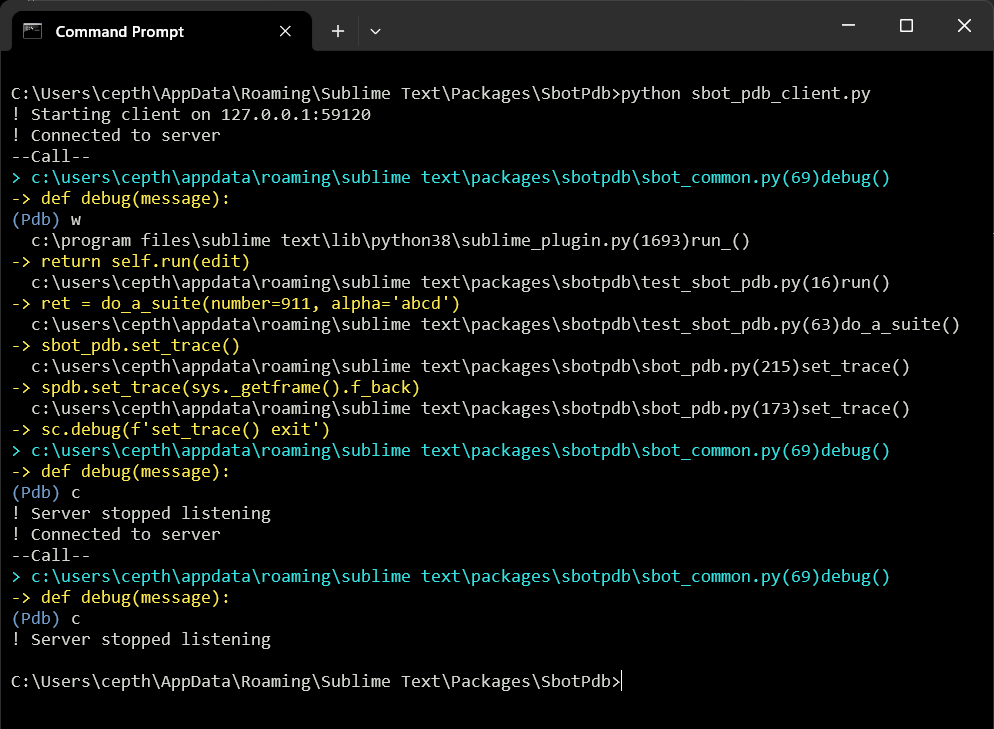 Command Prompt
C:\Users\cepth\AppData\Roaming\Sublime Text\Packages\SbotPdb>python sbot_pdb_client.py
! Starting client on 127.0.0.1:59120
! Connected to server
--Call--
> c:\users\cepth\appdata\roaming\sublime text\packages\sbotpdb\sbot_common.py(69)debug()
-> def debug(message):
(Pdb) w
  c:\program files\sublime text\lib\python38\sublime_plugin.py(1693)run_()
-> return self.run(edit)
  c:\users\cepth\appdata\roaming\sublime text\packages\sbotpdb\test_sbot_pdb.py(16)run()
-> ret = do_a_suite(number=911, alpha='abcd')
  c:\users\cepth\appdata\roaming\sublime text\packages\sbotpdb\test_sbot_pdb.py(63)do_a_suite()
-> sbot_pdb.set_trace()
  c:\users\cepth\appdata\roaming\sublime text\packages\sbotpdb\sbot_pdb.py(215)set_trace()
-> spdb.set_trace(sys._getframe().f_back)
  c:\users\cepth\appdata\roaming\sublime text\packages\sbotpdb\sbot_pdb.py(173)set_trace()
-> sc.debug(f'set_trace() exit')
> c:\users\cepth\appdata\roaming\sublime text\packages\sbotpdb\sbot_common.py(69)debug()
-> def debug(message):
(Pdb) c
! Server stopped listening
! Connected to server
--Call--
> c:\users\cepth\appdata\roaming\sublime text\packages\sbotpdb\sbot_common.py(69)debug()
-> def debug(message):
(Pdb) c
! Server stopped listening
C:\Users\cepth\AppData\Roaming\Sublime Text\Packages\SbotPdb>